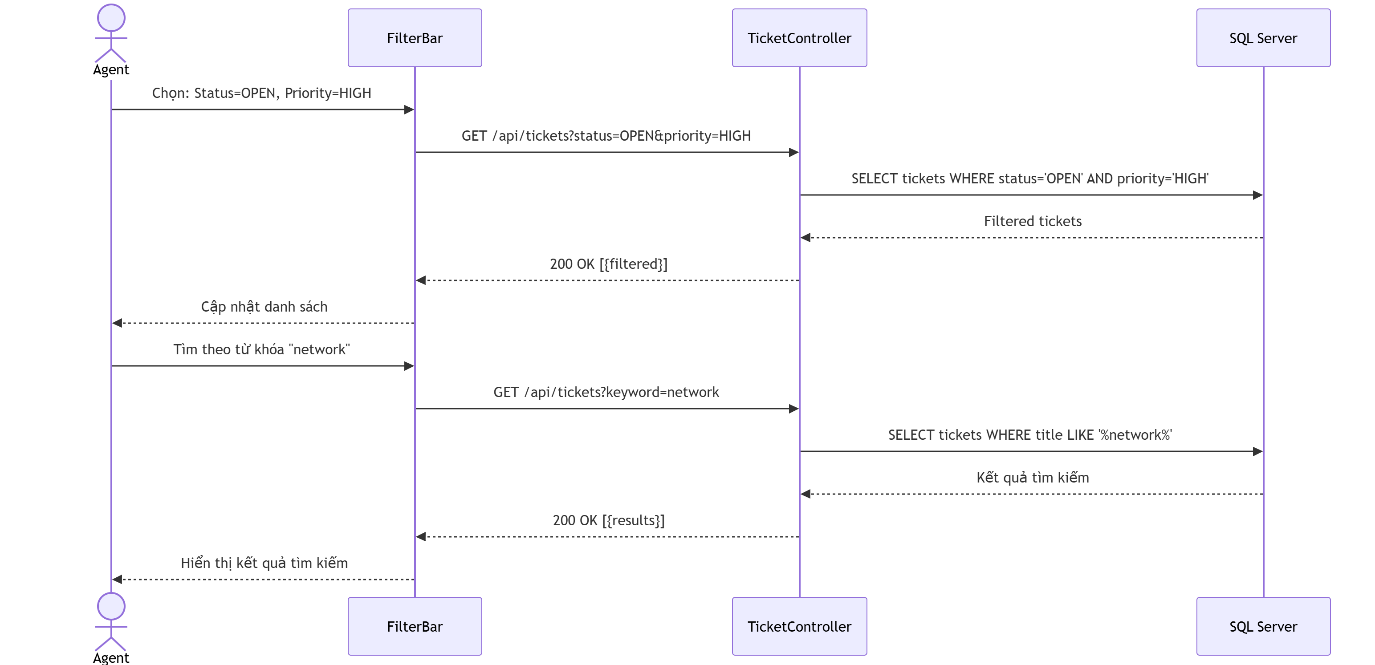 FilterBar
TicketController
SQL Server
Agent
Chọn: Status=OPEN, Priority=HIGH
GET /api/tickets?status=OPEN&priority=HIGH
SELECT tickets WHERE status='OPEN' AND priority='HIGH'
Filtered tickets
200 OK [{filtered}]
Cập nhật danh sách
Tìm theo từ khóa "network"
GET /api/tickets?keyword=network
SELECT tickets WHERE title LIKE '%network%'
Kết quả tìm kiếm
200 OK [{results}]
Hiển thị kết quả tìm kiếm
FilterBar
TicketController
SQL Server
Agent